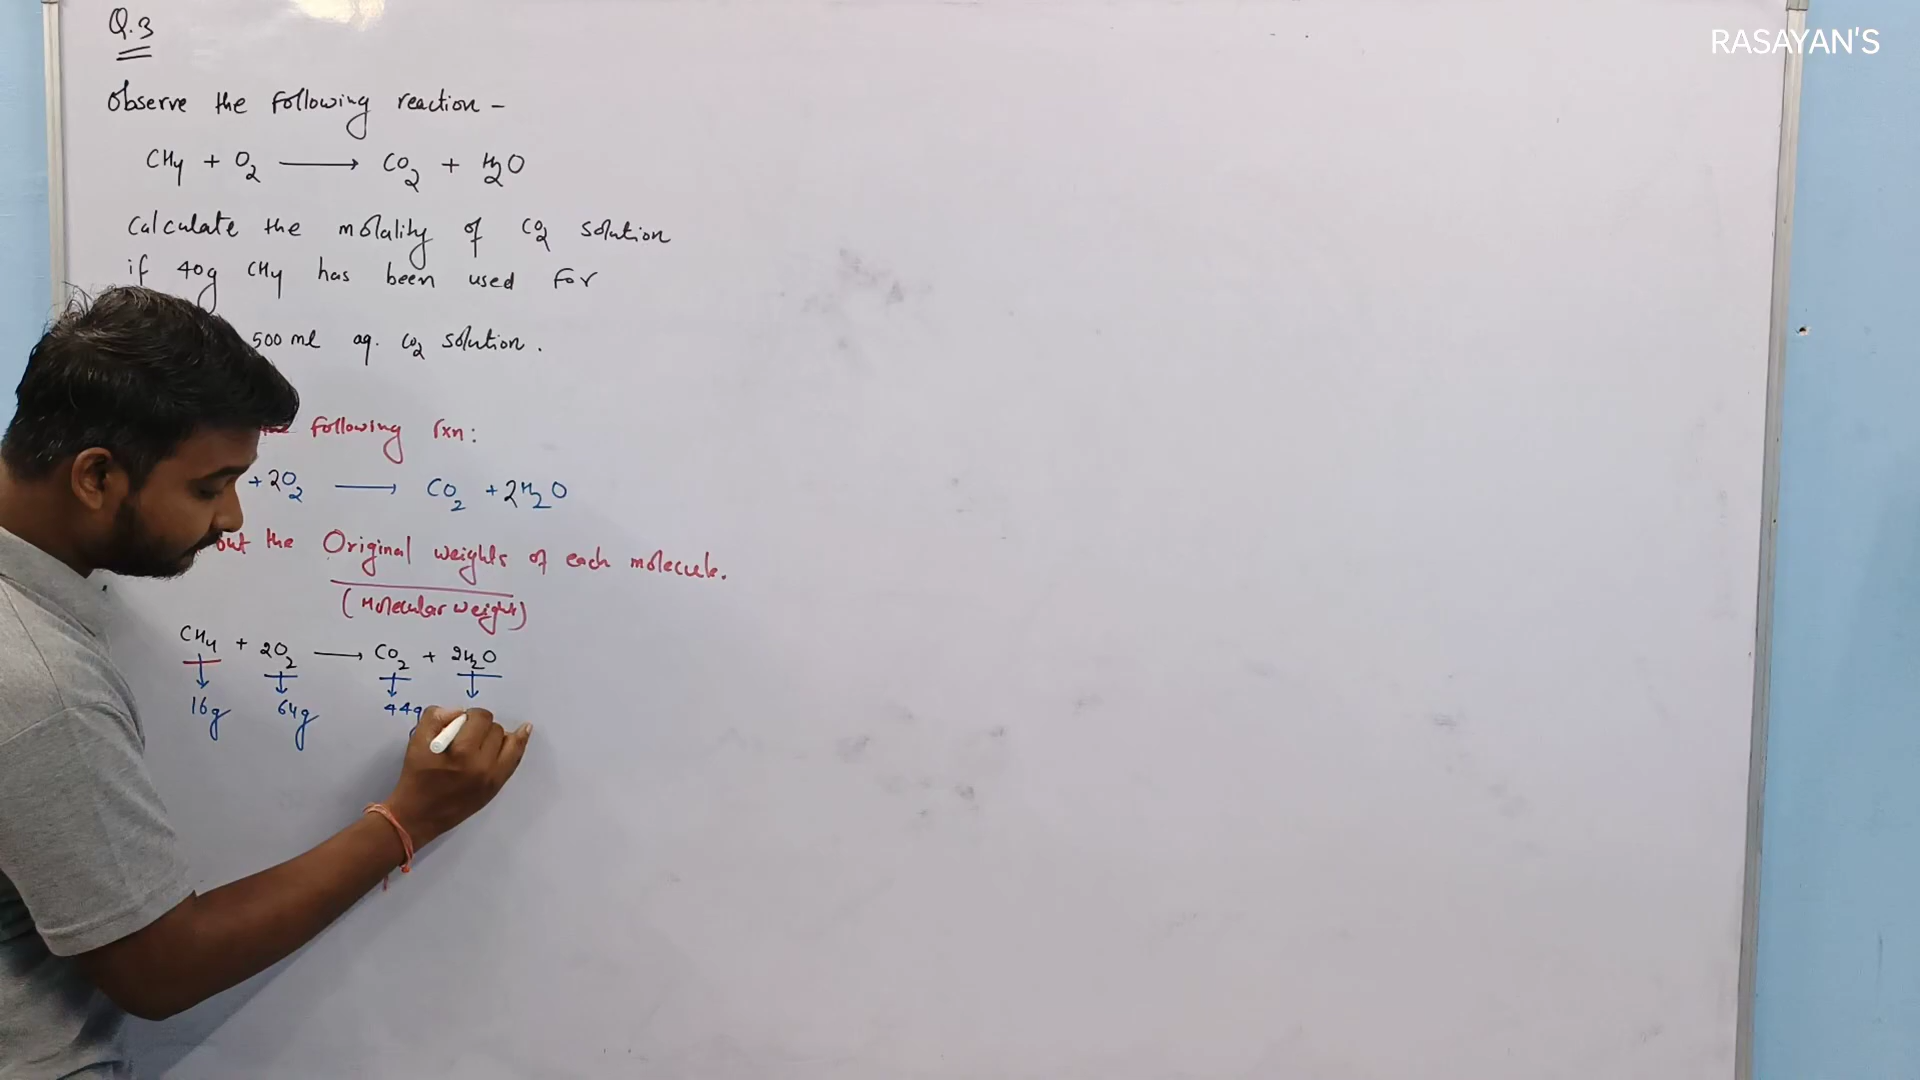 RASAYAN'S
Q.3
Observe the following reaction -
CH4 + O2 ⟶ CO2 + H2O
Calculate the molality of CO2 solution
if 40g CH4 has been used for
500 ml aq. CO2 solution.
the following rxn:
+ 2O2 ⟶ CO2 + 2H2O
out the Original weights of each molecule.
(Molecular weight)
CH4 + 2O2 ⟶ CO2 + 2H2O
16g 64g 44g